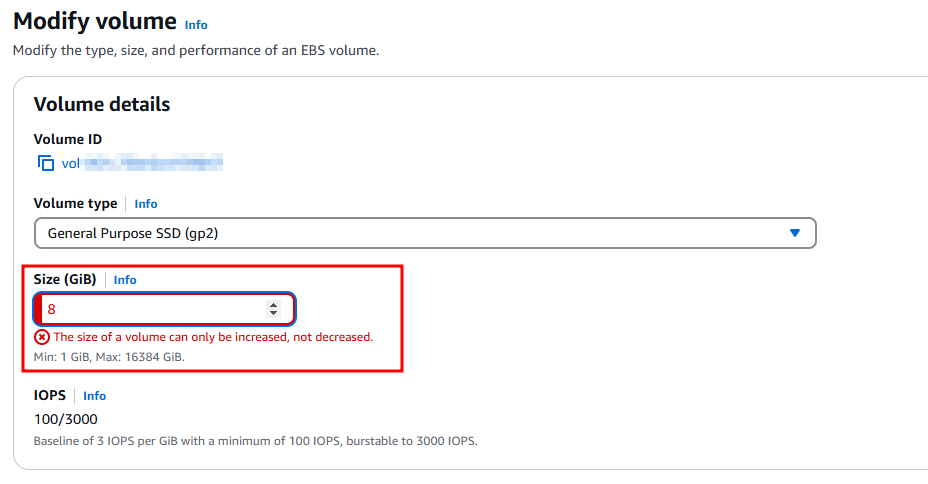 Modify volume Info
Modify the type, size, and performance of an EBS volume.
Volume details
Volume ID
vol
Volume type Info
General Purpose SSD (gp2)
Size (GiB) Info
8
The size of a volume can only be increased, not decreased.
Min: 1 GiB, Max: 16384 GiB.
IOPS Info
100/3000
Baseline of 3 IOPS per GiB with a minimum of 100 IOPS, burstable to 3000 IOPS.